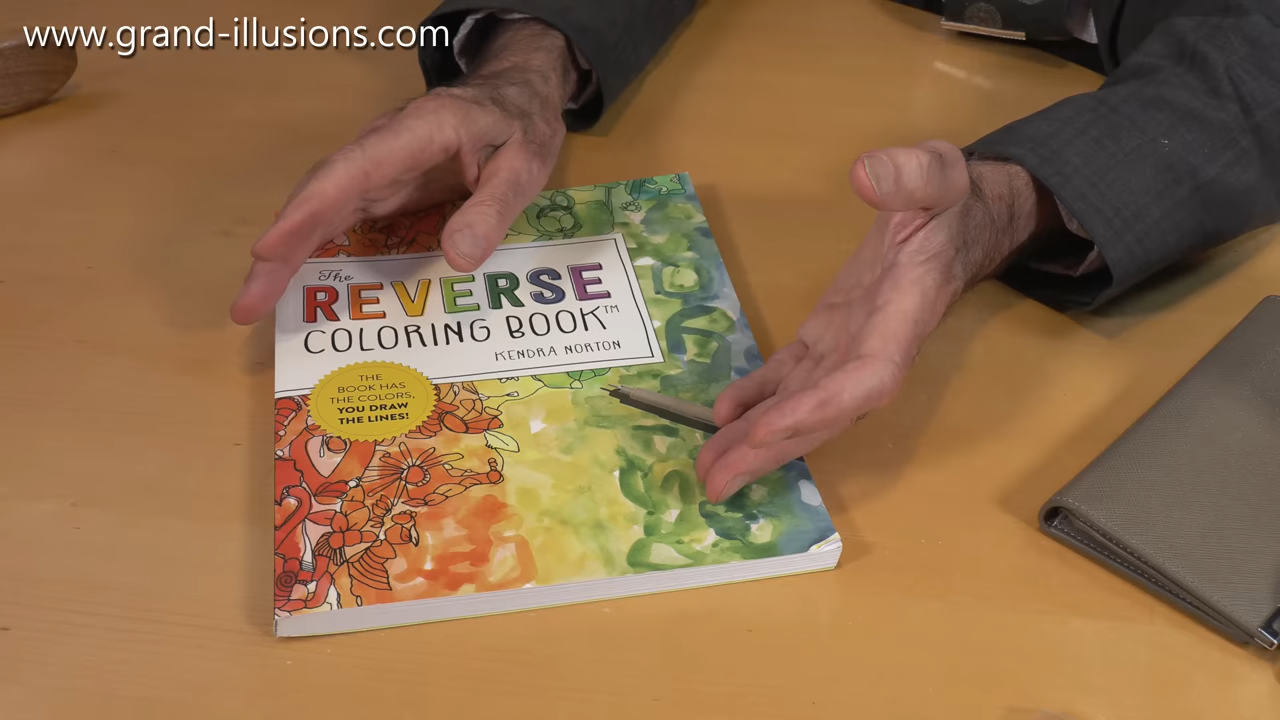 www.grand-illusions.com
The
REVERSE
COLORING BOOK™
KENDRA NORTON
THE
BOOK HAS
THE COLORS,
YOU DRAW
THE LINES!